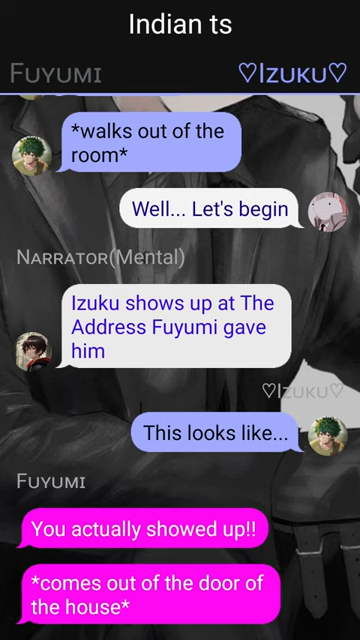 Indian ts
Fuyumi
♡Izuku♡
*walks out of the
room*
Well... Let's begin
Narrator(Mental)
Izuku shows up at The
Address Fuyumi gave
him
♡Izuku♡
This looks like...
Fuyumi
You actually showed up!!
*comes out of the door of
the house*